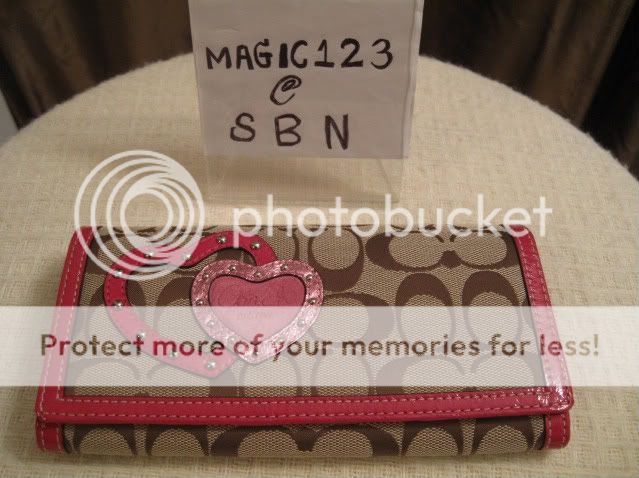 MAGIC123
@
SBN
photobucket
Protect more of your memories for less!